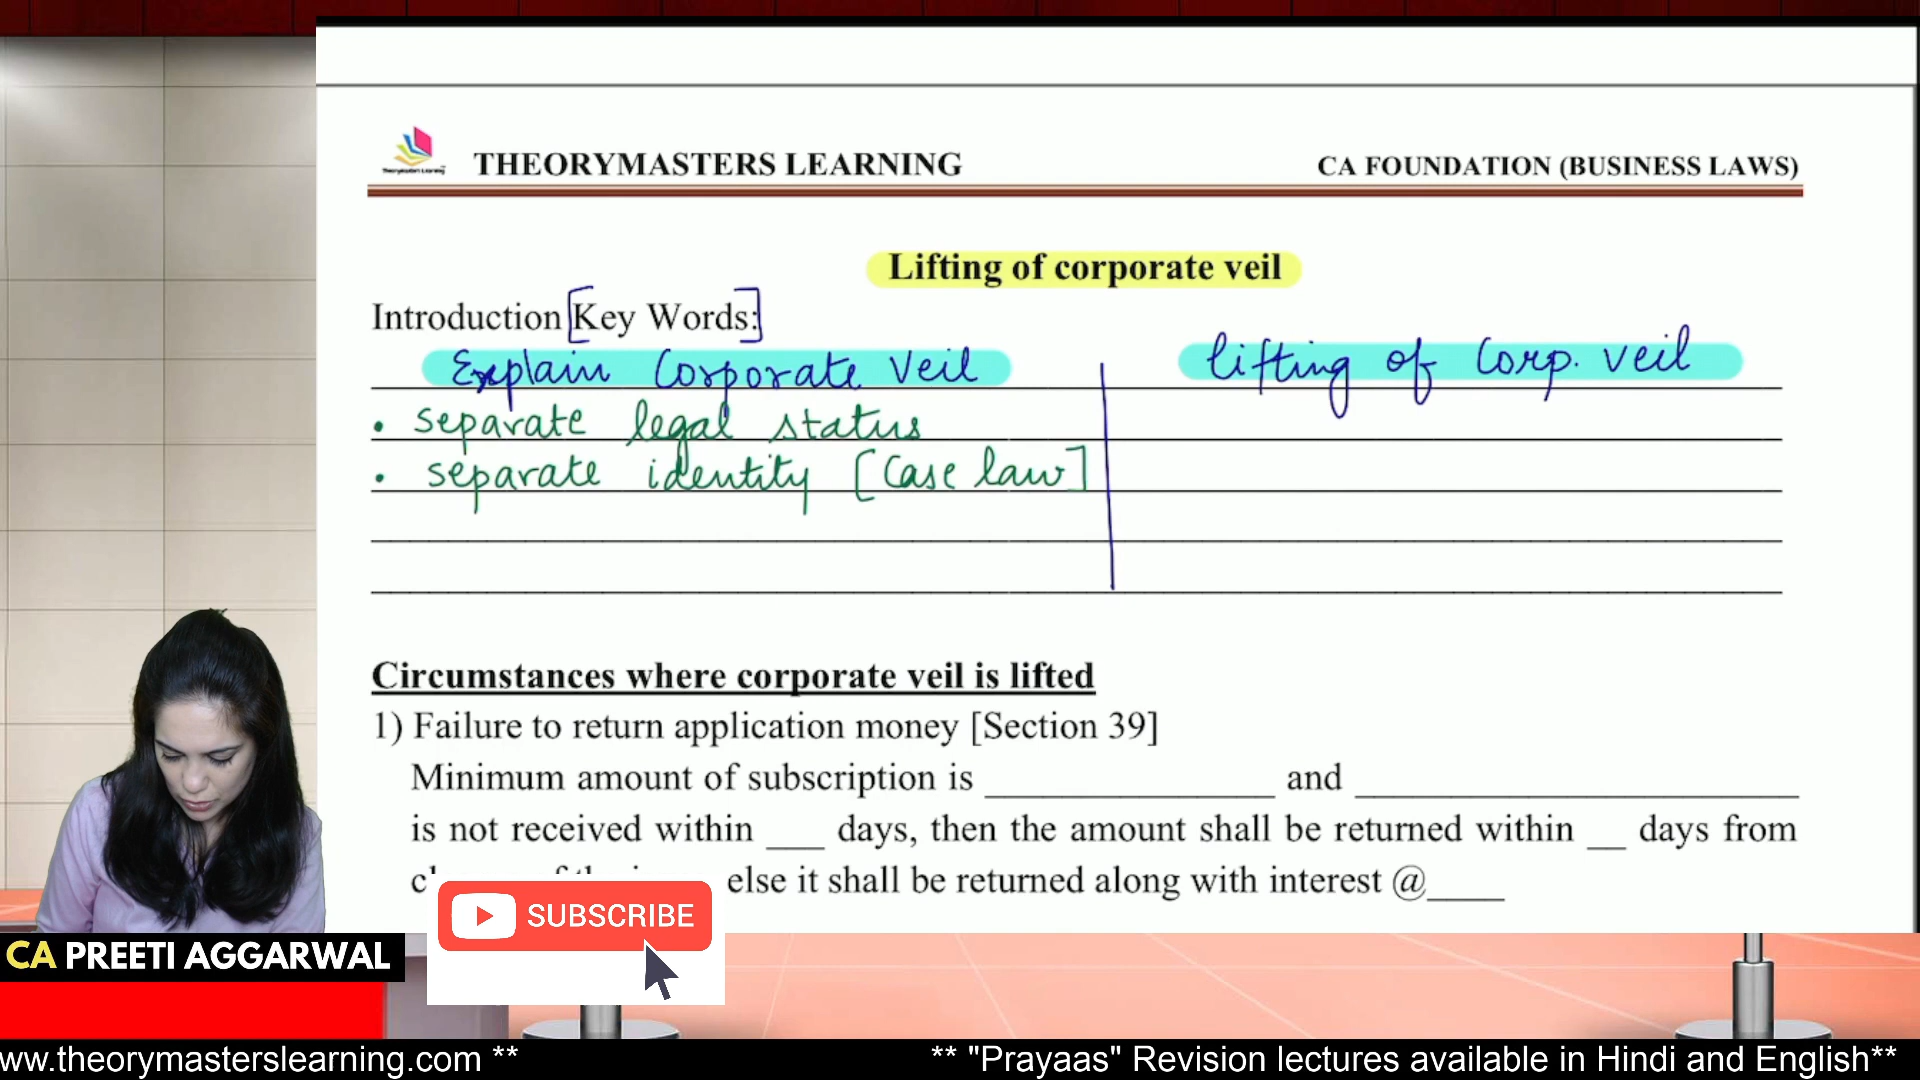 THEORYMASTERS LEARNING
CA FOUNDATION (BUSINESS LAWS)
Lifting of corporate veil
Introduction [Key Words:]
Explain Corporate Veil
lifting of Corp. Veil
• separate legal status
• separate identity [Case law]
Circumstances where corporate veil is lifted
1) Failure to return application money [Section 39]
Minimum amount of subscription is _______________ and _______________________
is not received within ___ days, then the amount shall be returned within __ days from
else it shall be returned along with interest @____
SUBSCRIBE
CA PREETI AGGARWAL
ww.theorymasterslearning.com **
** "Prayaas" Revision lectures available in Hindi and English**